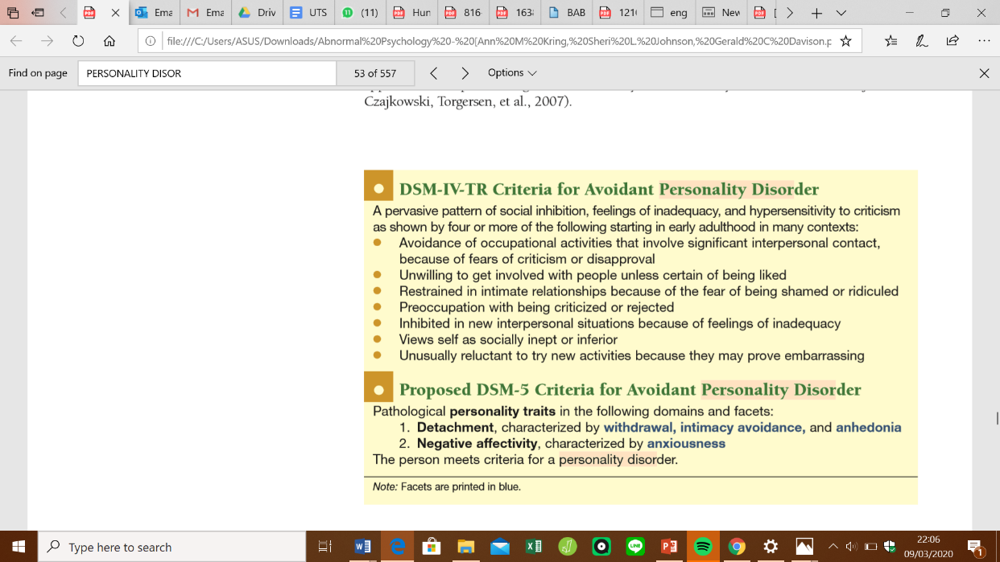 Ema
Ema
Driv
UTS
(11)
Hun
816-
163
BAB
121
eng
New
file:///C:/Users/ASUS/Downloads/Abnormal%20Psychology%20-%20[Ann%20M%20Kring,%20Sheri%20L.%20Johnson,%20Gerald%20C%20Davison.p
Find on page
PERSONALITY DISOR
53 of 557
Options
Czajkowski, Torgersen, et al., 2007).
DSM-IV-TR Criteria for Avoidant Personality Disorder
A pervasive pattern of social inhibition, feelings of inadequacy, and hypersensitivity to criticism
as shown by four or more of the following starting in early adulthood in many contexts:
Avoidance of occupational activities that involve significant interpersonal contact,
because of fears of criticism or disapproval
Unwilling to get involved with people unless certain of being liked
Restrained in intimate relationships because of the fear of being shamed or ridiculed
Preoccupation with being criticized or rejected
Inhibited in new interpersonal situations because of feelings of inadequacy
Views self as socially inept or inferior
Unusually reluctant to try new activities because they may prove embarrassing
Proposed DSM-5 Criteria for Avoidant Personality Disorder
Pathological personality traits in the following domains and facets:
1. Detachment, characterized by withdrawal, intimacy avoidance, and anhedonia
2. Negative affectivity, characterized by anxiousness
The person meets criteria for a personality disorder.
Note: Facets are printed in blue.
Type here to search
22:06
09/03/2020
1